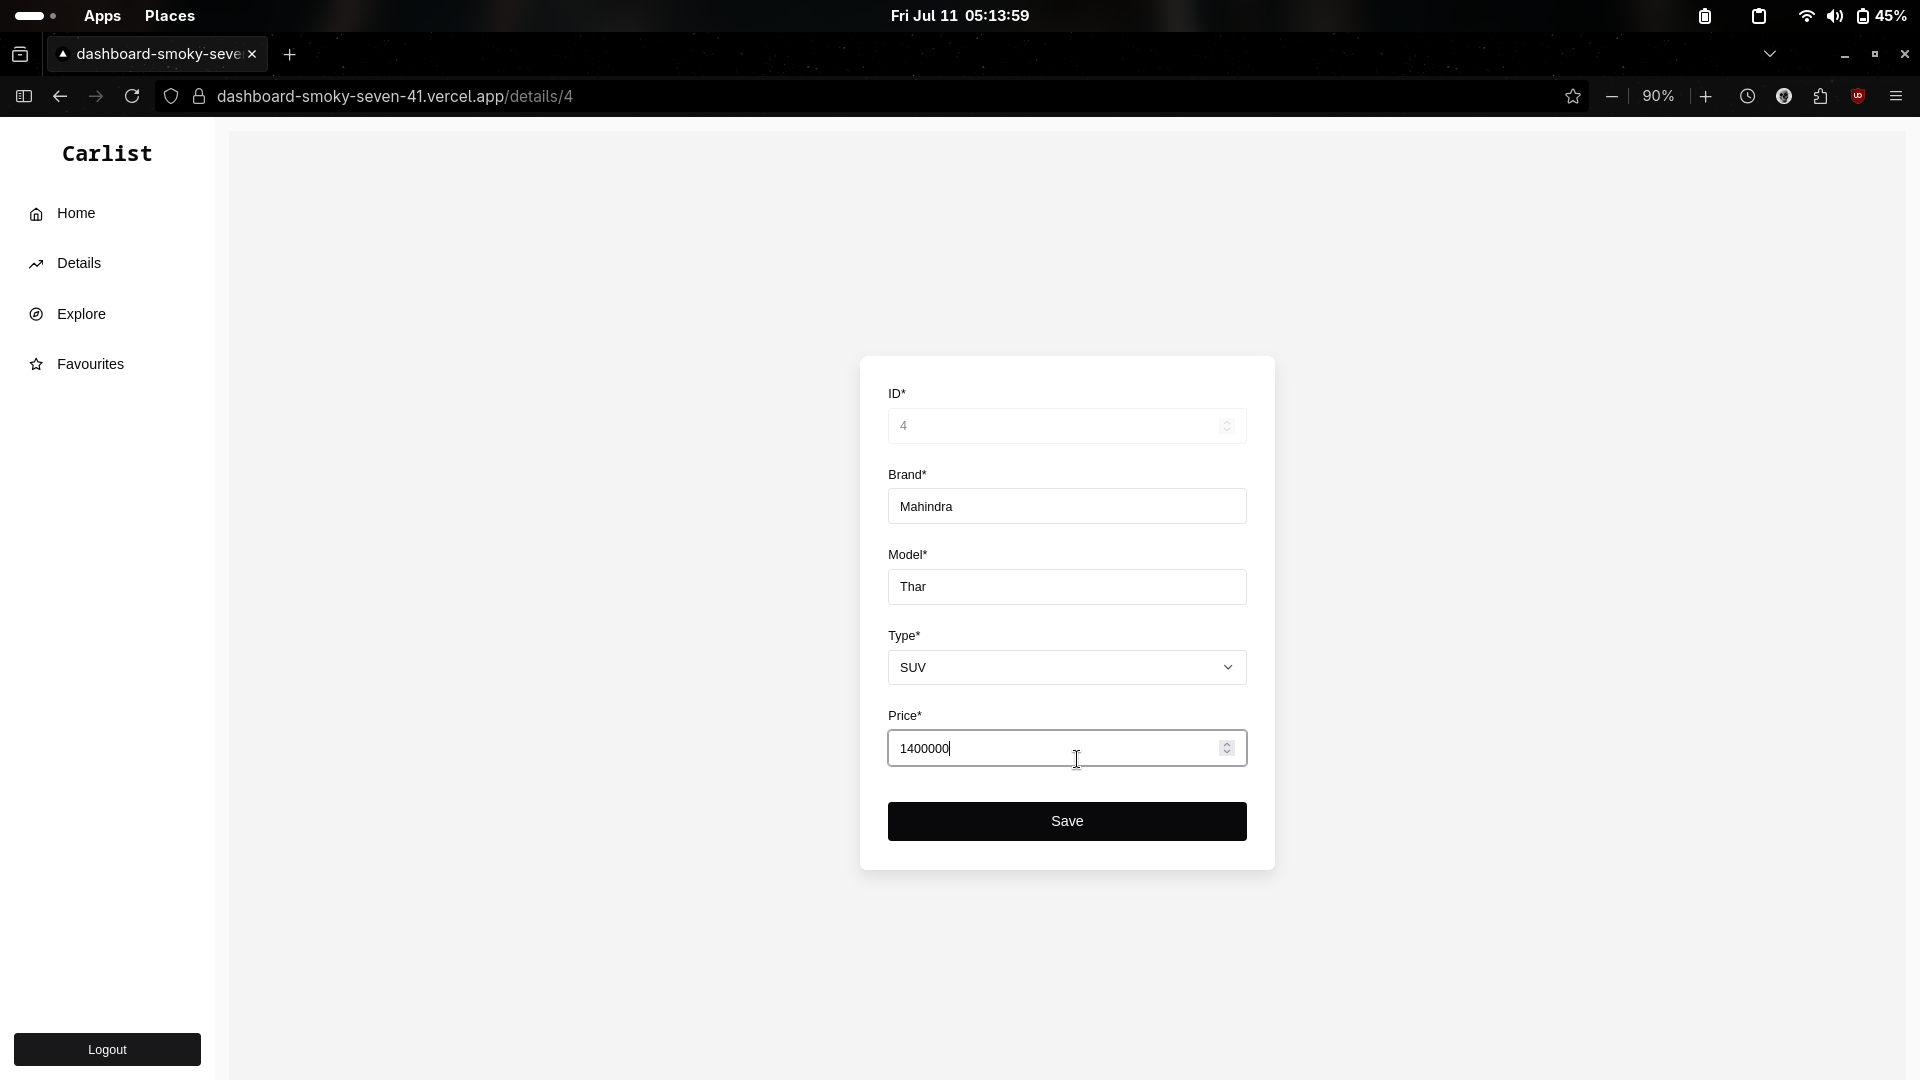 Apps Places Fri Jul 11 05:13:59 45%
dashboard-smoky-seve
dashboard-smoky-seven-41.vercel.app/details/4 90%
Carlist
Home
Details
Explore
Favourites
ID*
4
Brand*
Mahindra
Model*
Thar
Type*
SUV
Price*
1400000
Save
Logout